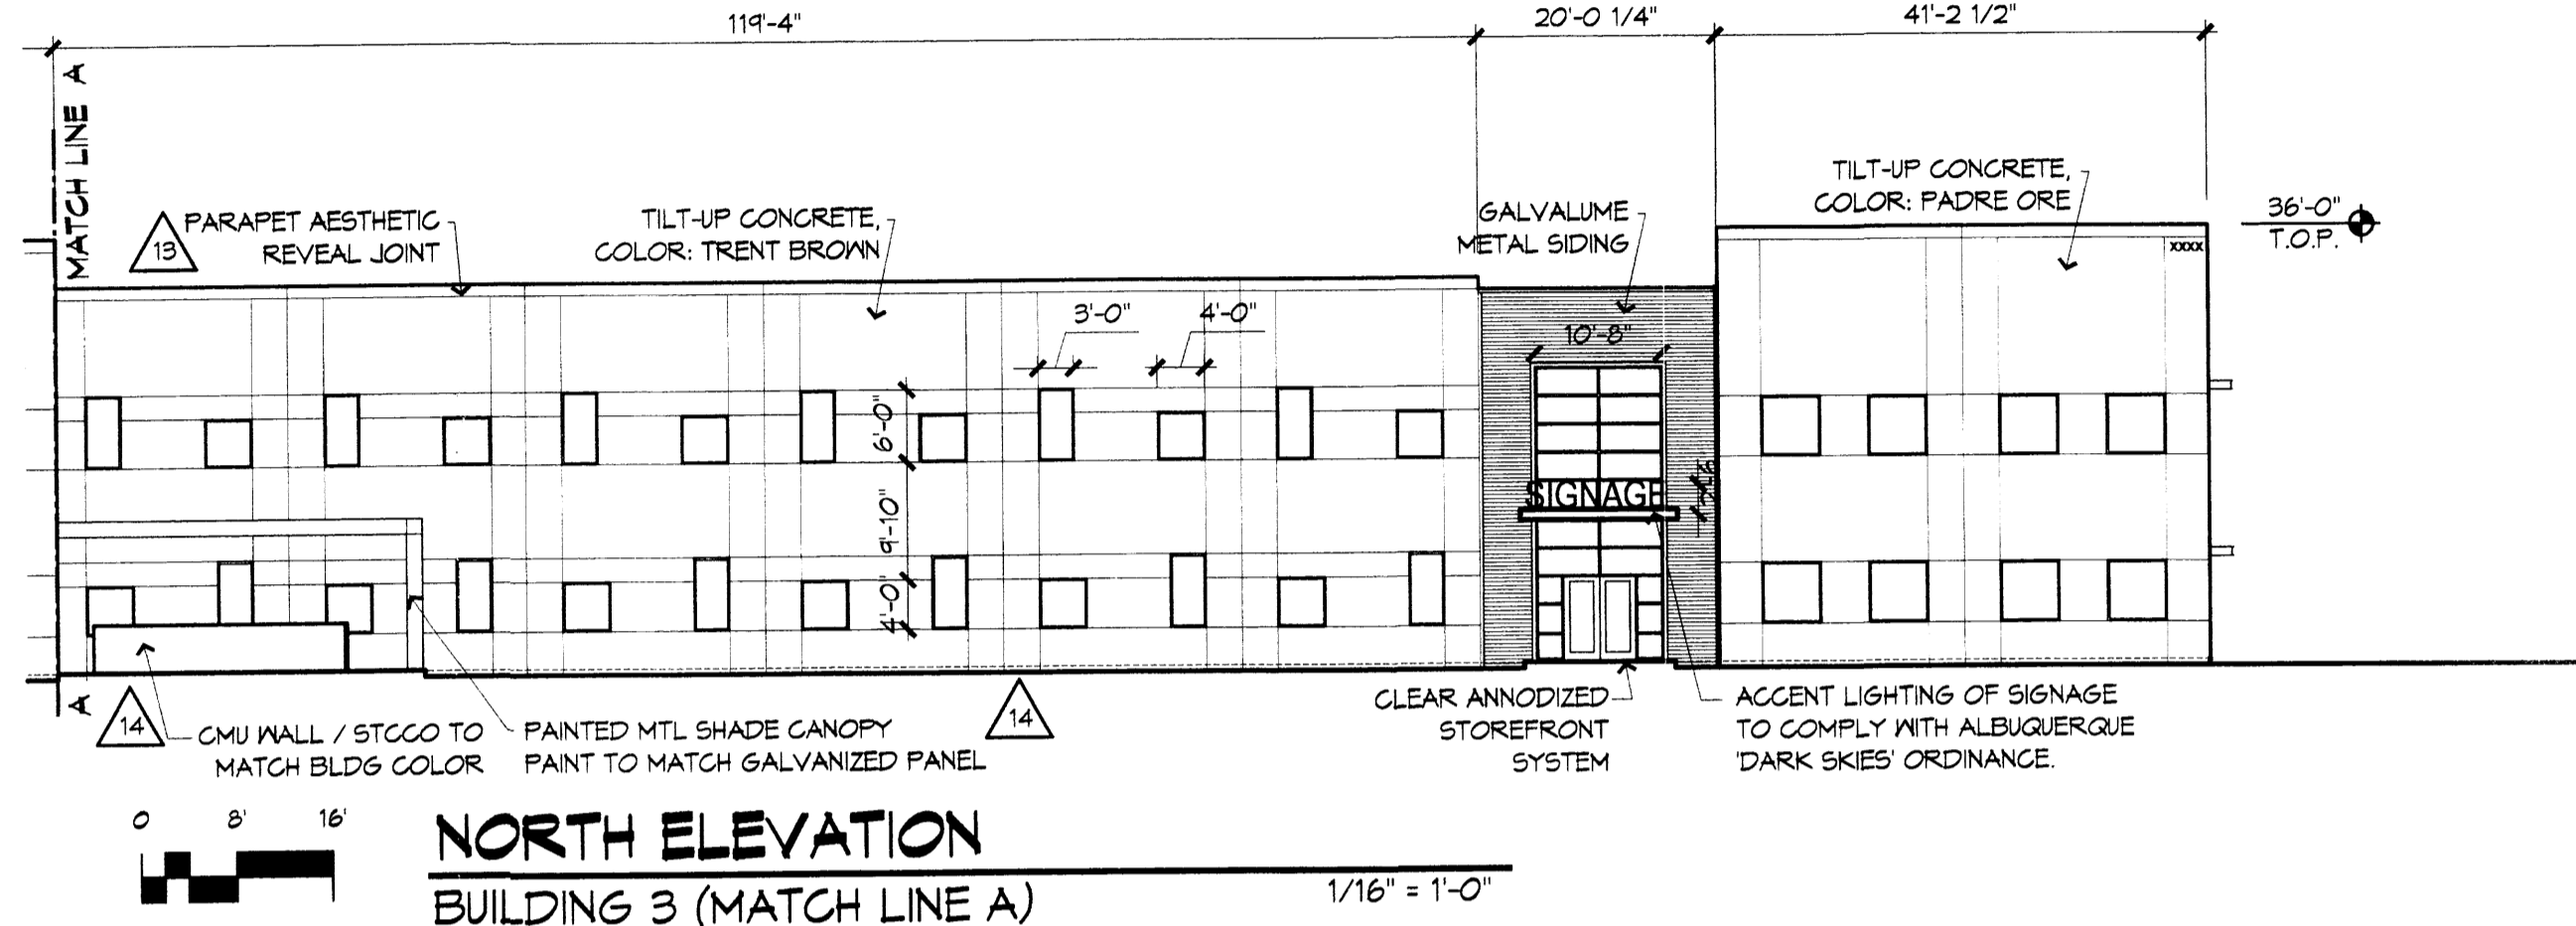 119'-4"
20'-0 1/4"
41'-2 1/2"
MATCH LINE A
13
PARAPET AESTHETIC
REVEAL JOINT
TILT-UP CONCRETE,
COLOR: TRENT BROWN
GALVALUME
METAL SIDING
TILT-UP CONCRETE,
COLOR: PADRE ORE
36'-0"
T.O.P.
XXXX
3'-0"
4'-0"
10'-8"
6'-0"
9'-10"
4'-0"
SIGNAGE
A
14
CMU WALL / STCCO TO
MATCH BLDG COLOR
PAINTED MTL SHADE CANOPY
PAINT TO MATCH GALVANIZED PANEL
14
CLEAR ANNODIZED
STOREFRONT
SYSTEM
ACCENT LIGHTING OF SIGNAGE
TO COMPLY WITH ALBUQUERQUE
'DARK SKIES' ORDINANCE.
0 8' 16'
NORTH ELEVATION
BUILDING 3 (MATCH LINE A)
1/16" = 1'-0"